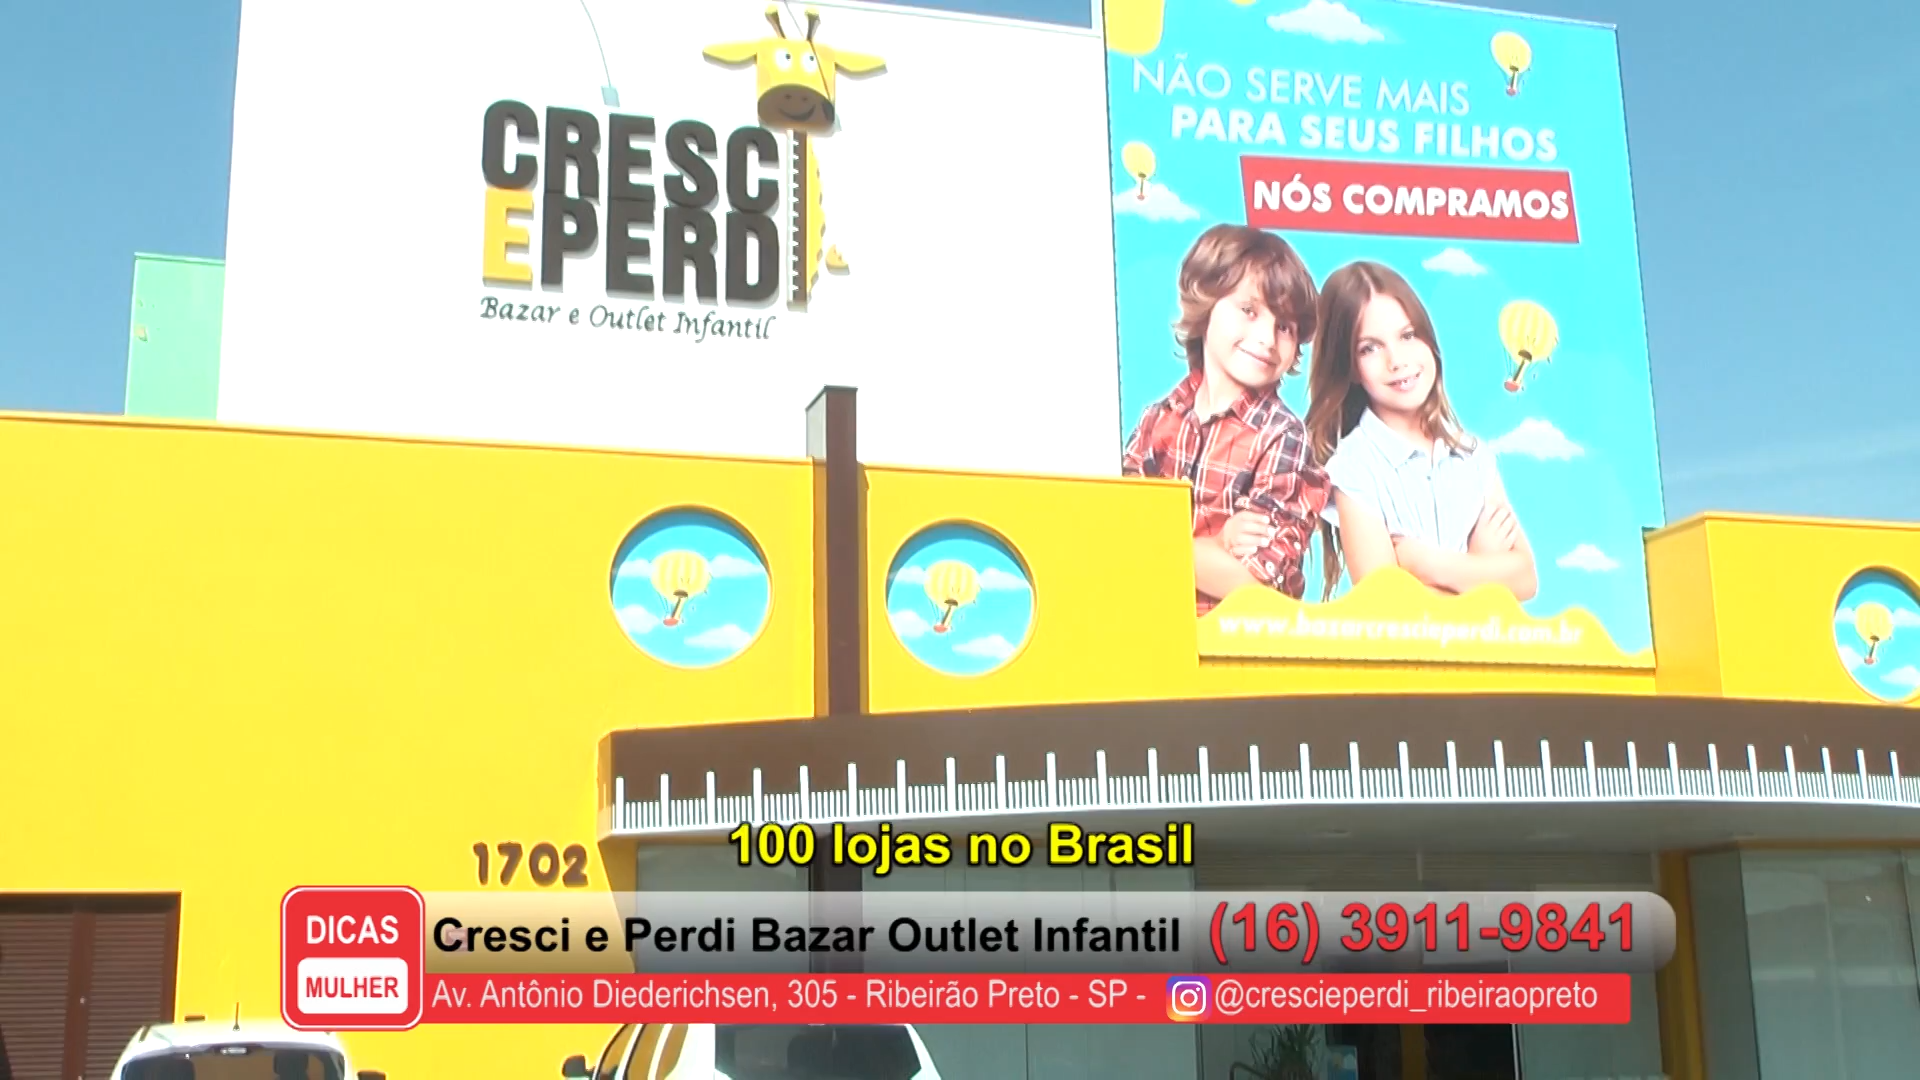 CRESCI
EPERDI
Bazar e Outlet Infantil
NÃO SERVE MAIS
PARA SEUS FILHOS
NÓS COMPRAMOS
www.bazarcrescieperdi.com.br
1702
100 lojas no Brasil
DICAS
MULHER
Cresci e Perdi Bazar Outlet Infantil (16) 3911-9841
Av. Antônio Diederichsen, 305 - Ribeirão Preto - SP - @crescieperdi_ribeiraopreto